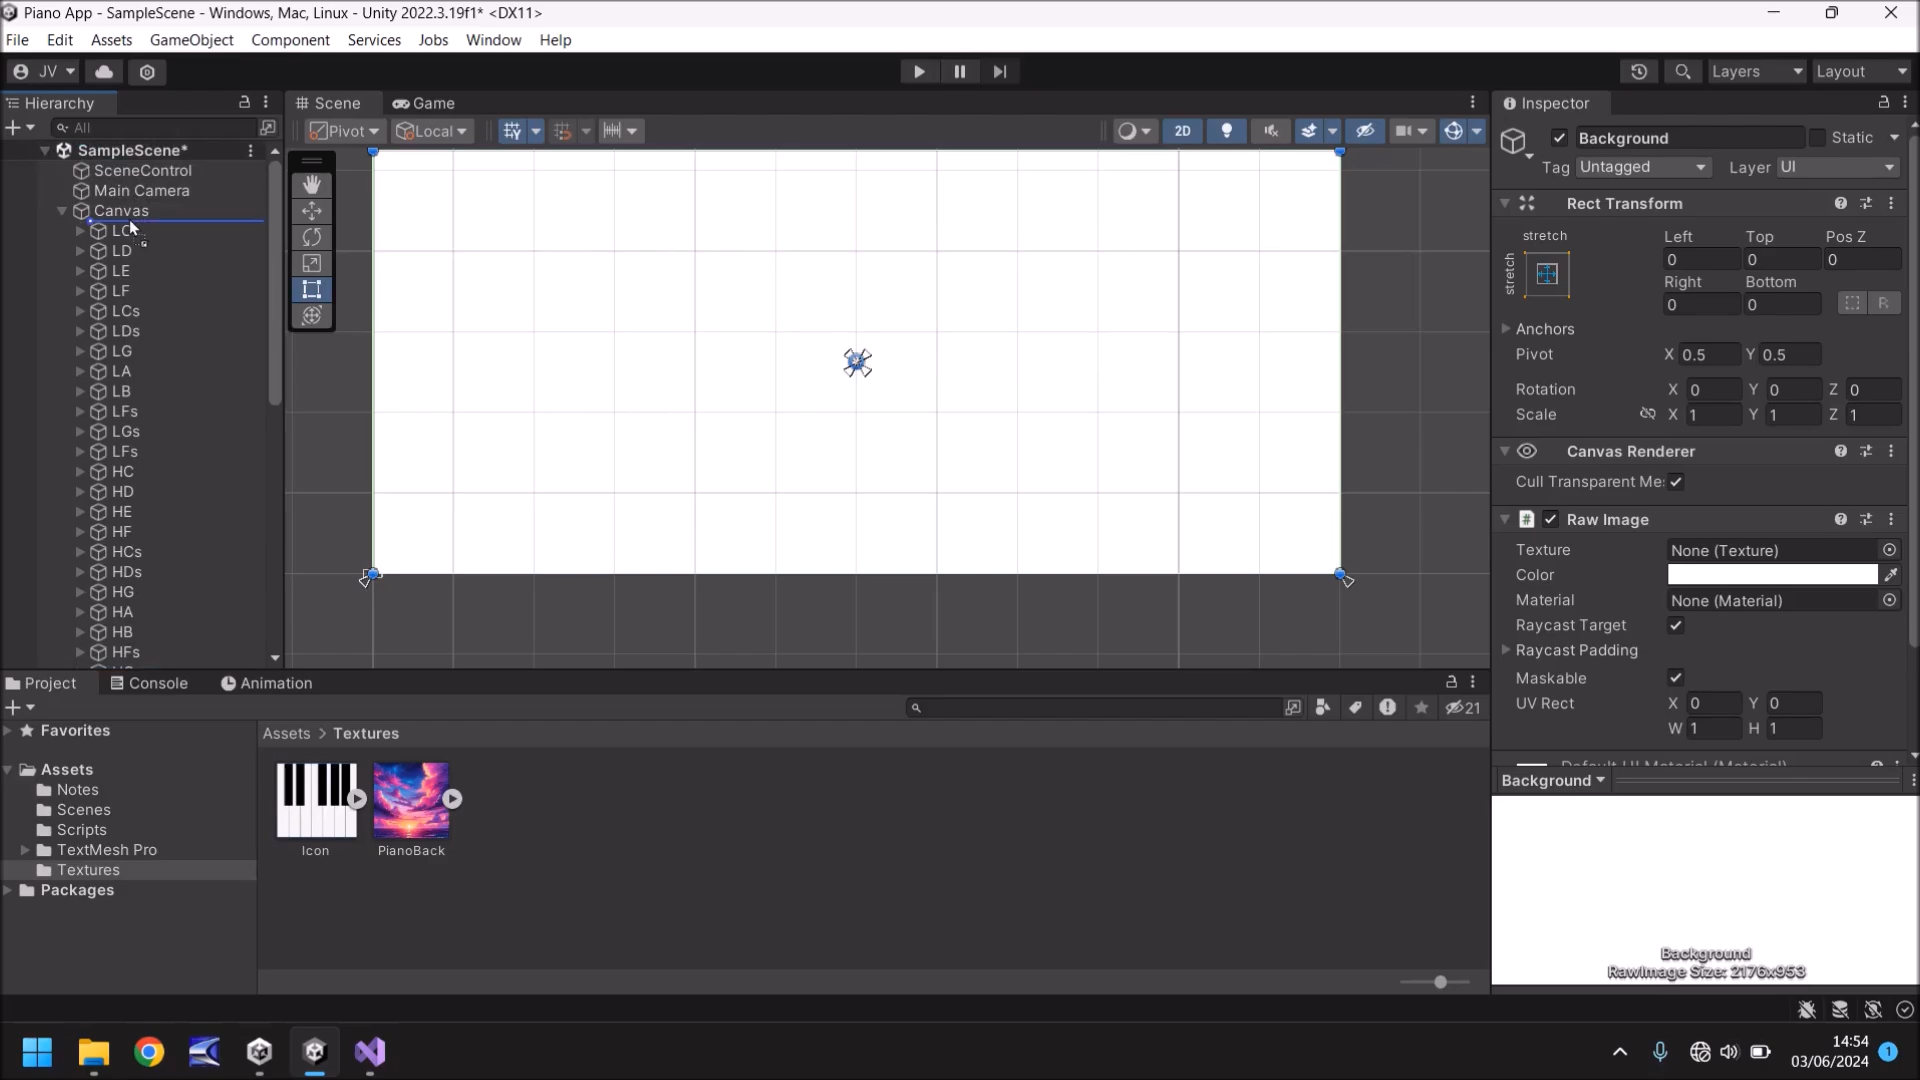 Piano App - SampleScene - Windows, Mac, Linux - Unity 2022.3.19f1* <DX11>
File Edit Assets GameObject Component Services Jobs Window Help
JV Layers Layout
Hierarchy Scene Game Inspector
All Pivot Local 2D Background Static
Tag Untagged Layer UI
SampleScene*
SceneControl
Main Camera
Canvas
LC
LD
LE
LF
LCs
LDs
LG
LA
LB
LFs
LGs
LFs
HC
HD
HE
HF
HCs
HDs
HG
HA
HB
HFs
Rect Transform
stretch
stretch
Left Top Pos Z
0 0 0
Right Bottom
0 0 R
Anchors
Pivot X 0.5 Y 0.5
Rotation X 0 Y 0 Z 0
Scale X 1 Y 1 Z 1
Canvas Renderer
Cull Transparent Me:
Raw Image
Texture None (Texture)
Color
Material None (Material)
Raycast Target
Raycast Padding
Maskable
UV Rect X 0 Y 0
W 1 H 1
Default UI Material (Material)
Background
Background
RawImage Size: 2176x953
Project Console Animation
21
Favorites
Assets
Notes
Scenes
Scripts
TextMesh Pro
Textures
Packages
Assets > Textures
Icon PianoBack
14:54
03/06/2024
1